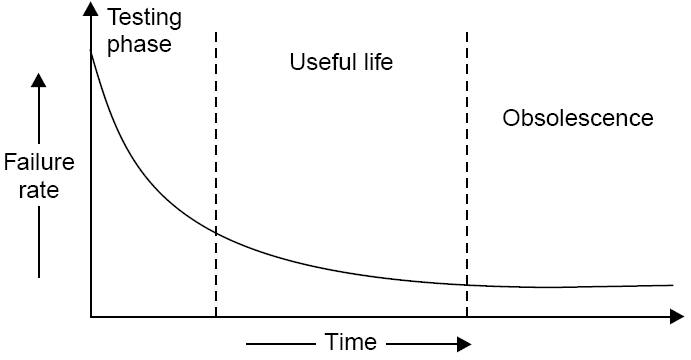 Testing
phase
Useful life
Obsolescence
Failure
rate
Time